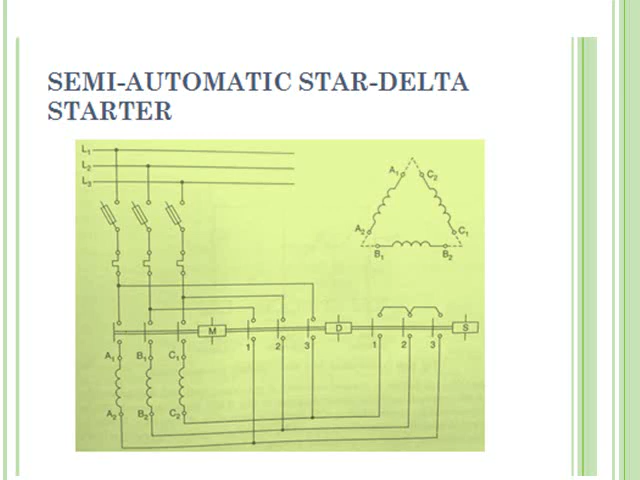 SEMI-AUTOMATIC STAR-DELTA
STARTER
L1
L2
L3
A1 C2
A2 C1
B1 B2
M D S
1 2 3 1 2 3
A1 B1 C1
A2 B2 C2